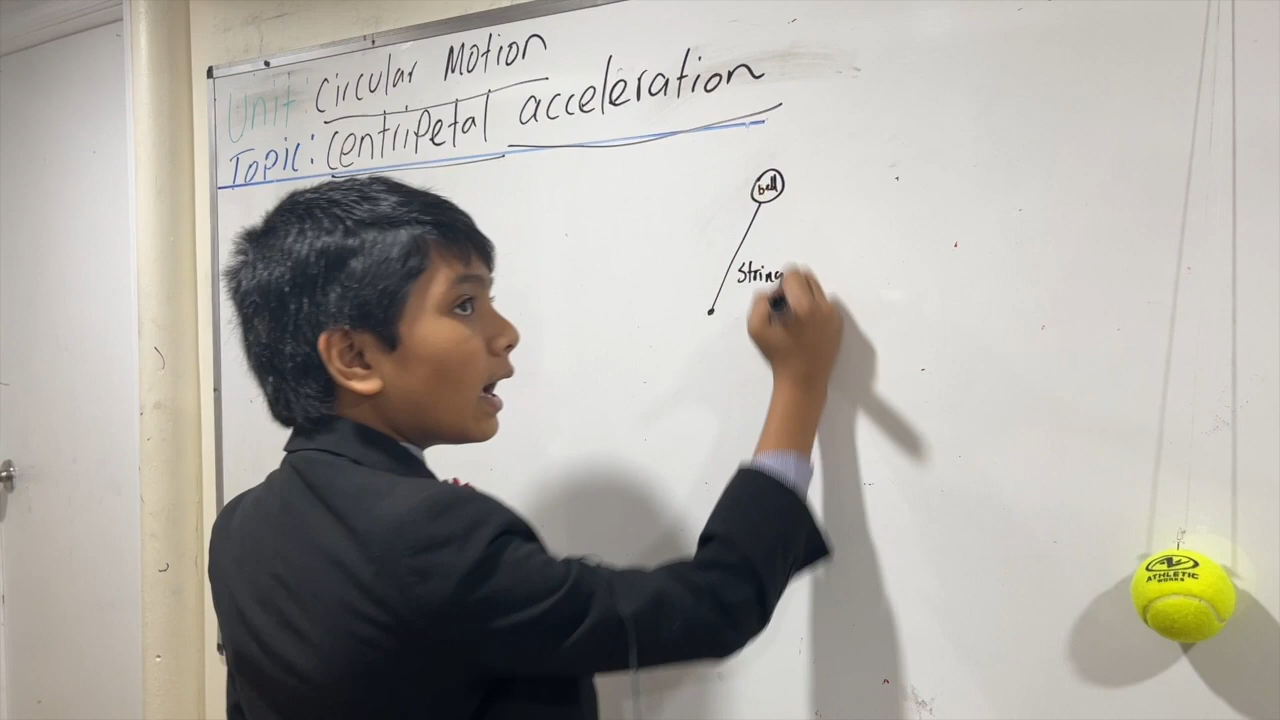 Unit: Circular Motion
Topic: centripetal acceleration
ball
String
ATHLETIC
WORKS